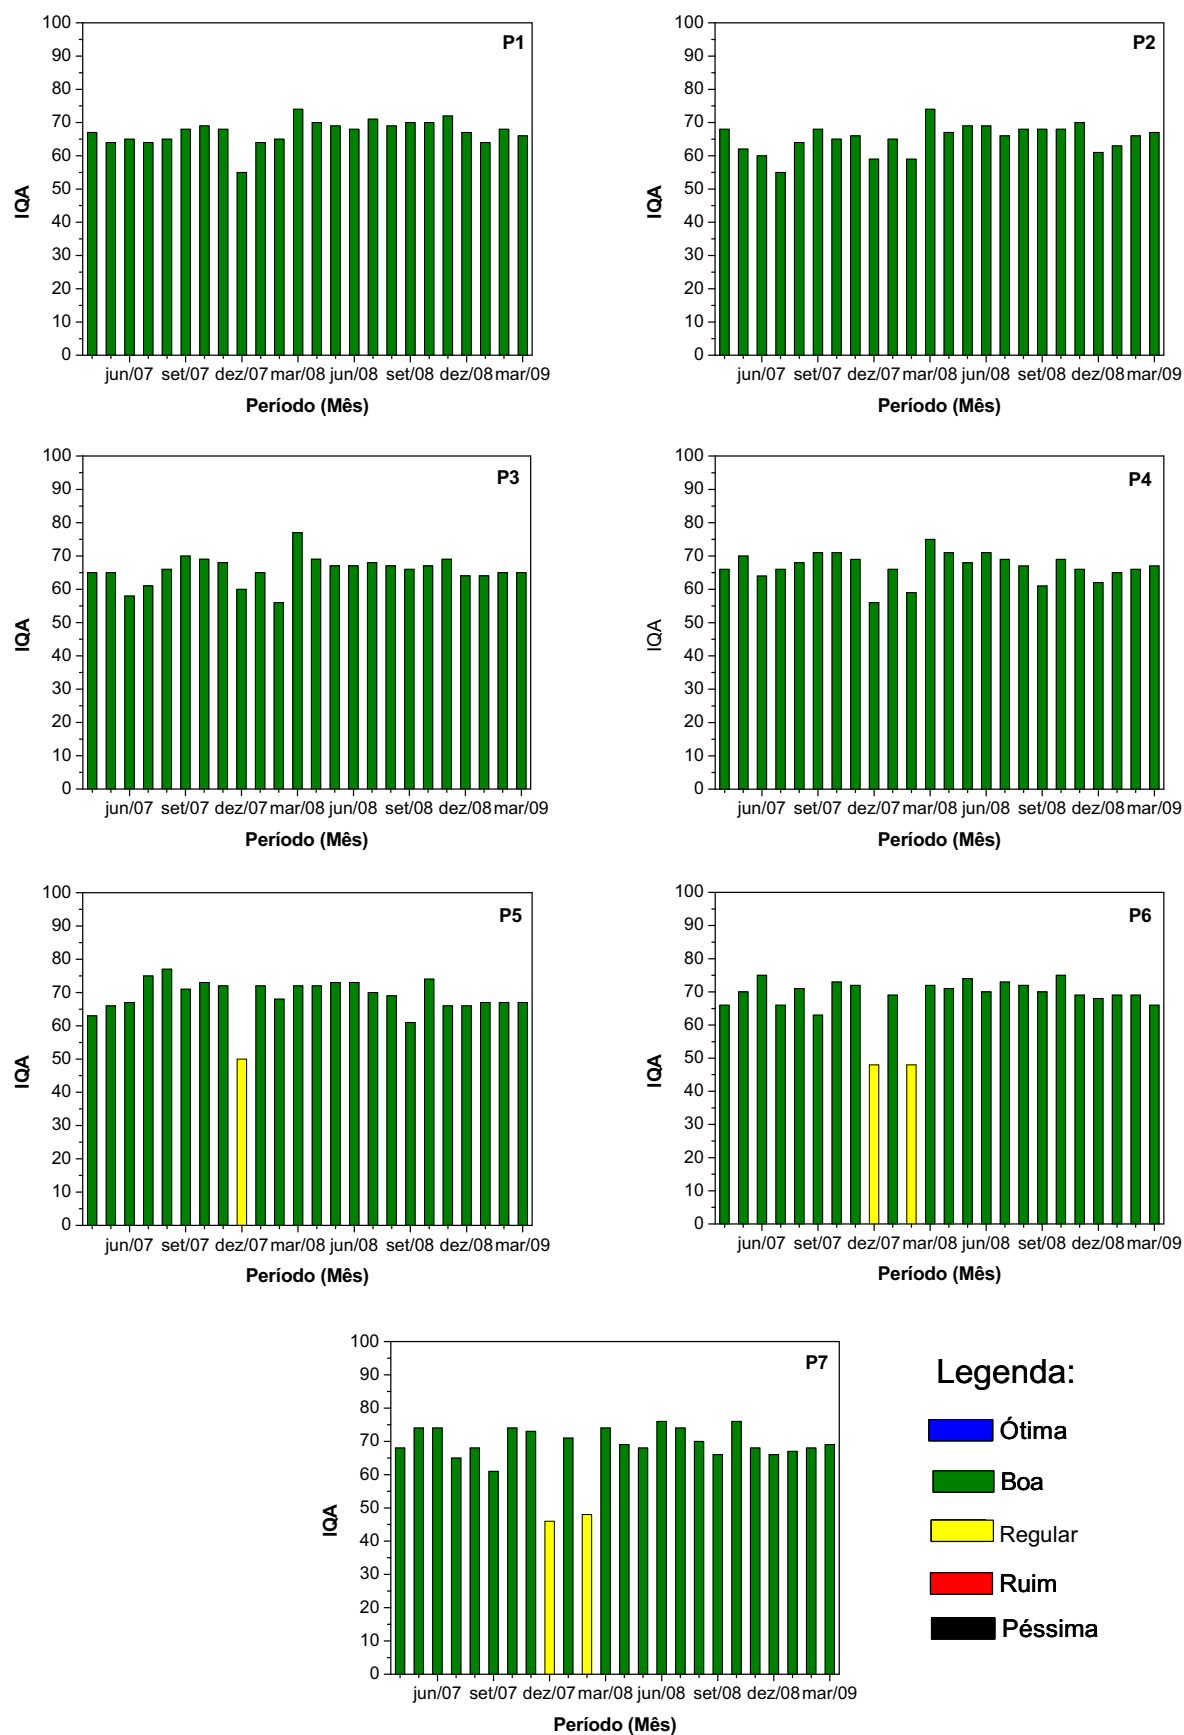 P1
100
90
80
70
60
50
40
30
20
10
0
IQA
jun/07 set/07 dez/07 mar/08 jun/08 set/08 dez/08 mar/09
Período (Mês)
P2
100
90
80
70
60
50
40
30
20
10
0
IQA
jun/07 set/07 dez/07 mar/08 jun/08 set/08 dez/08 mar/09
Período (Mês)
P3
100
90
80
70
60
50
40
30
20
10
0
IQA
jun/07 set/07 dez/07 mar/08 jun/08 set/08 dez/08 mar/09
Período (Mês)
P4
100
90
80
70
60
50
40
30
20
10
0
IQA
jun/07 set/07 dez/07 mar/08 jun/08 set/08 dez/08 mar/09
Período (Mês)
P5
100
90
80
70
60
50
40
30
20
10
0
IQA
jun/07 set/07 dez/07 mar/08 jun/08 set/08 dez/08 mar/09
Período (Mês)
P6
100
90
80
70
60
50
40
30
20
10
0
IQA
jun/07 set/07 dez/07 mar/08 jun/08 set/08 dez/08 mar/09
Período (Mês)
P7
100
90
80
70
60
50
40
30
20
10
0
IQA
jun/07 set/07 dez/07 mar/08 jun/08 set/08 dez/08 mar/09
Período (Mês)
Legenda:
Ótima
Boa
Regular
Ruim
Péssima